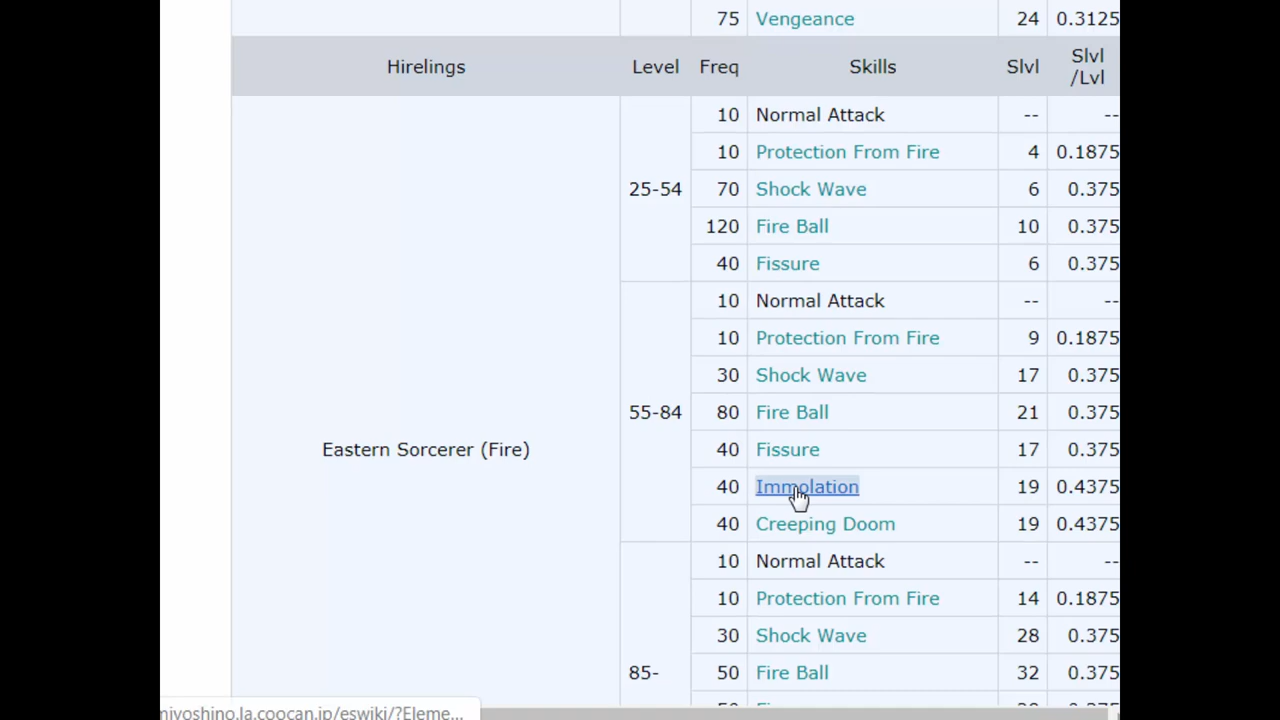 75 Vengeance 24 0.3125
Hirelings Level Freq Skills Slvl Slvl /Lvl
10 Normal Attack -- --
10 Protection From Fire 4 0.1875
25-54 70 Shock Wave 6 0.375
120 Fire Ball 10 0.375
40 Fissure 6 0.375
10 Normal Attack -- --
10 Protection From Fire 9 0.1875
30 Shock Wave 17 0.375
55-84 80 Fire Ball 21 0.375
Eastern Sorcerer (Fire) 40 Fissure 17 0.375
40 Immolation 19 0.4375
40 Creeping Doom 19 0.4375
10 Normal Attack -- --
10 Protection From Fire 14 0.1875
30 Shock Wave 28 0.375
85- 50 Fire Ball 32 0.375
miyoshino.la.coocan.jp/eswiki/?Eleme...